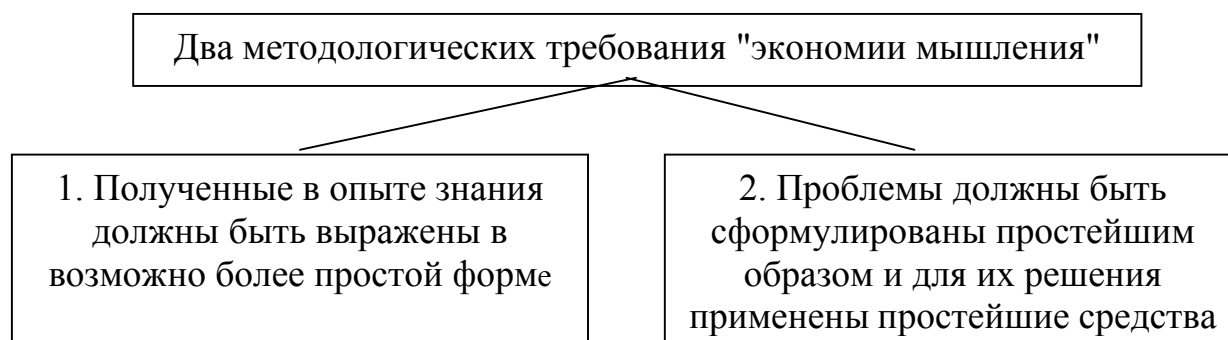 Два методологических требования "экономии мышления"
1. Полученные в опыте знания
должны быть выражены в
возможно более простой форме
2. Проблемы должны быть
сформулированы простейшим
образом и для их решения
применены простейшие средства